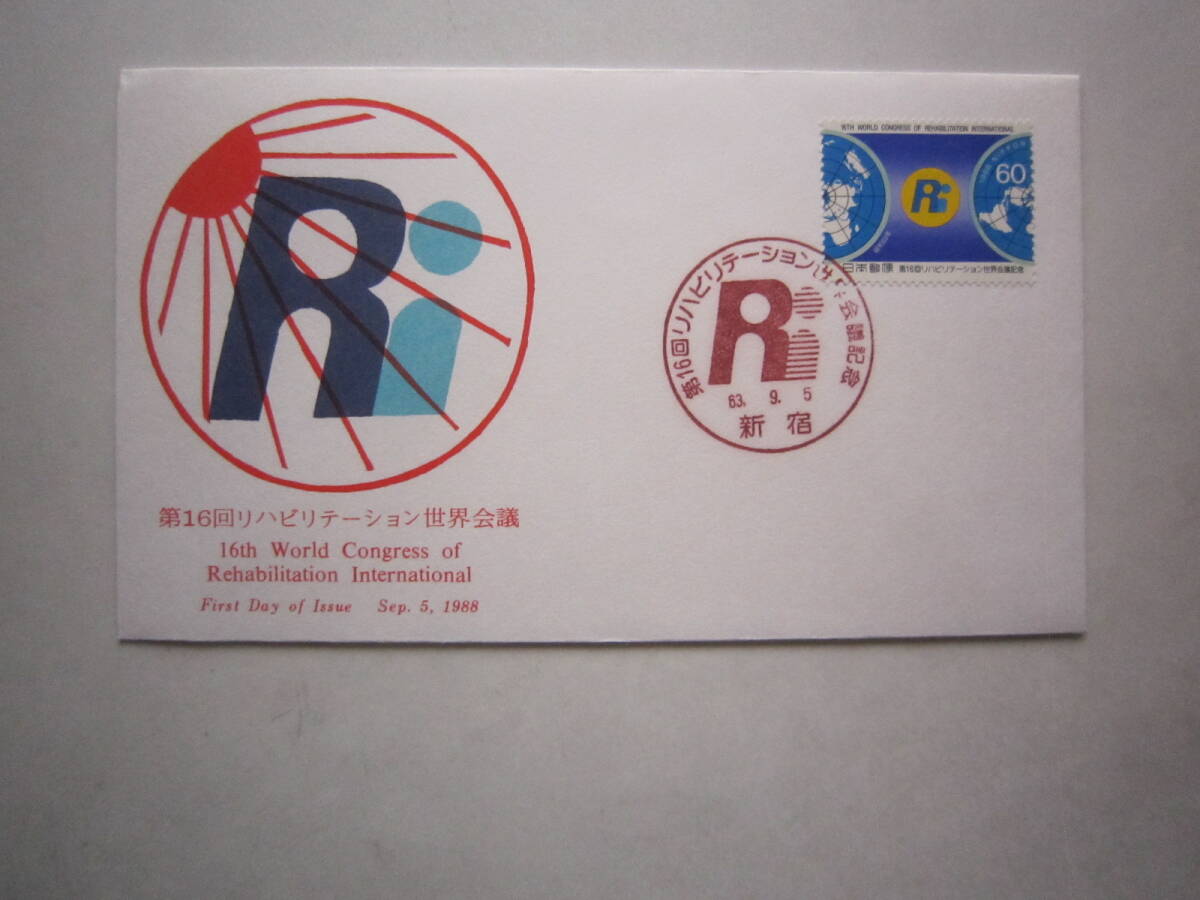 Ri
第16回リハビリテーション世界会議
16th World Congress of
Rehabilitation International
First Day of Issue Sep. 5, 1988
16TH WORLD CONGRESS OF REHABILITATION INTERNATIONAL
60
Ri
日本郵便 第16回リハビリテーション世界会議記念
第16回リハビリテーション 会議記念
Ri
63. 9. 5
新宿